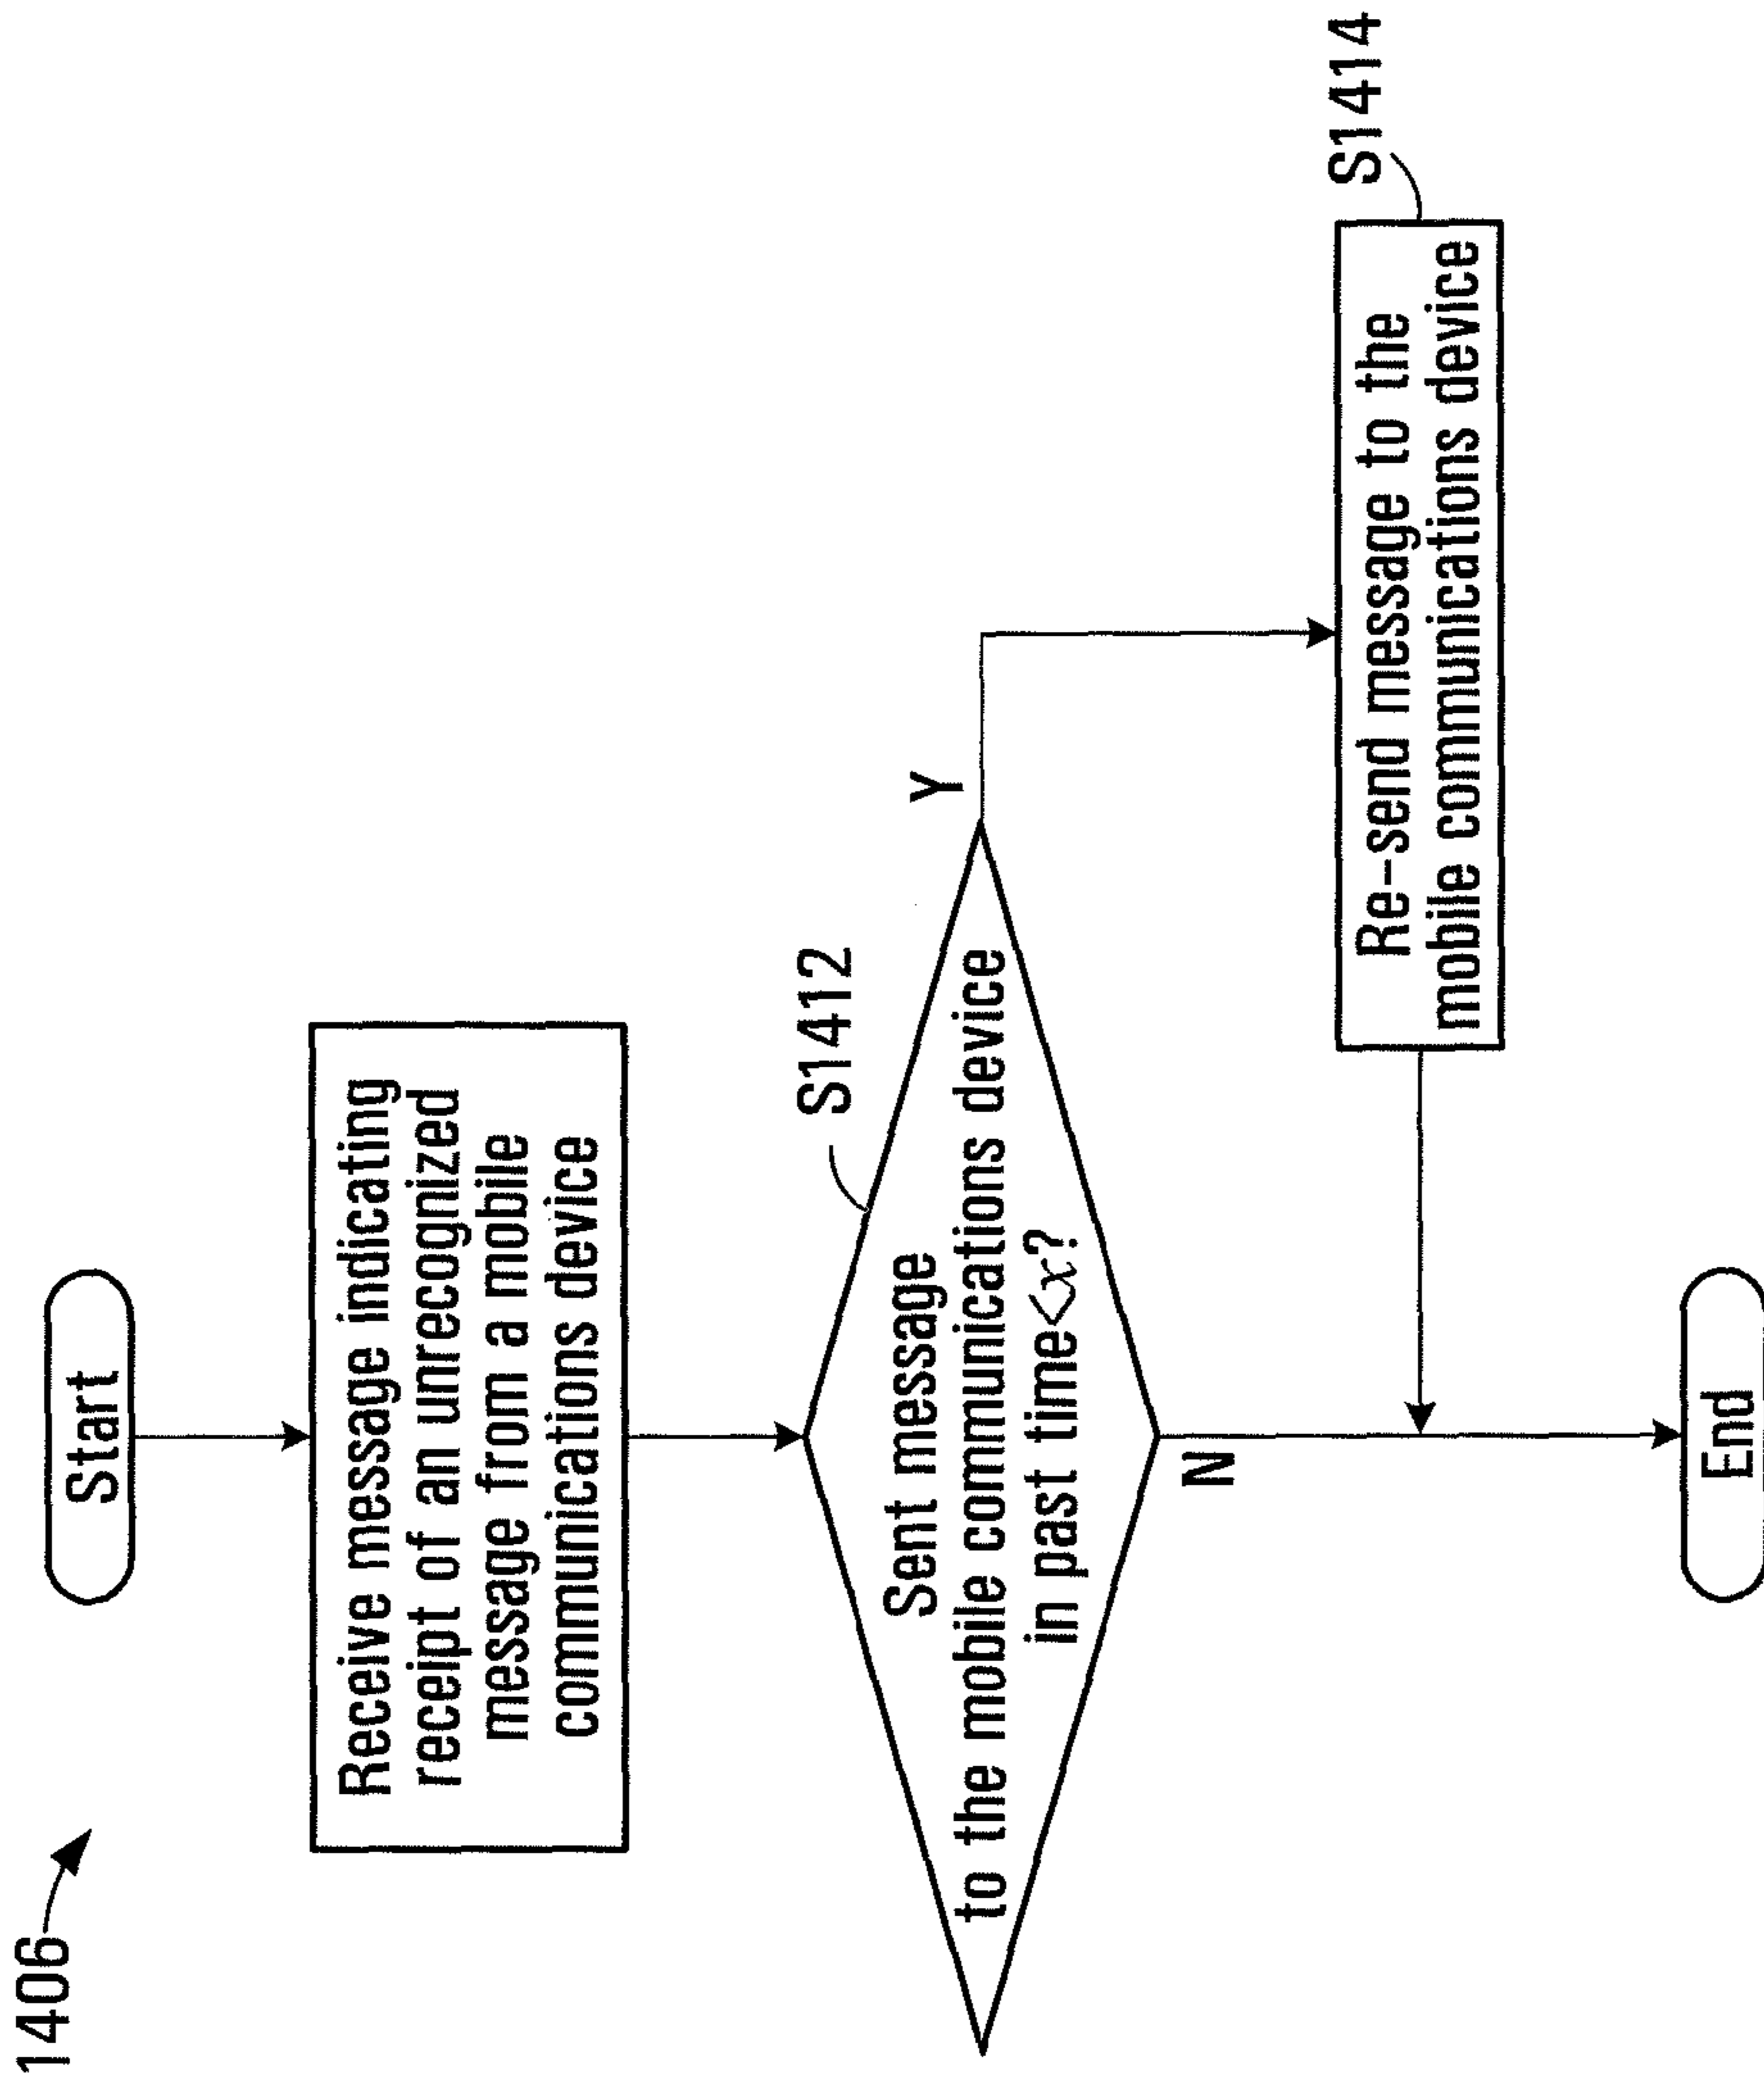 1406
Start
Receive message indicating
receipt of an unrecognized
message from a mobile
communications device
S1412
Sent message
to the mobile communications device
in past time<x?
Y
N
S1414
Re-send message to the
mobile communications device
End